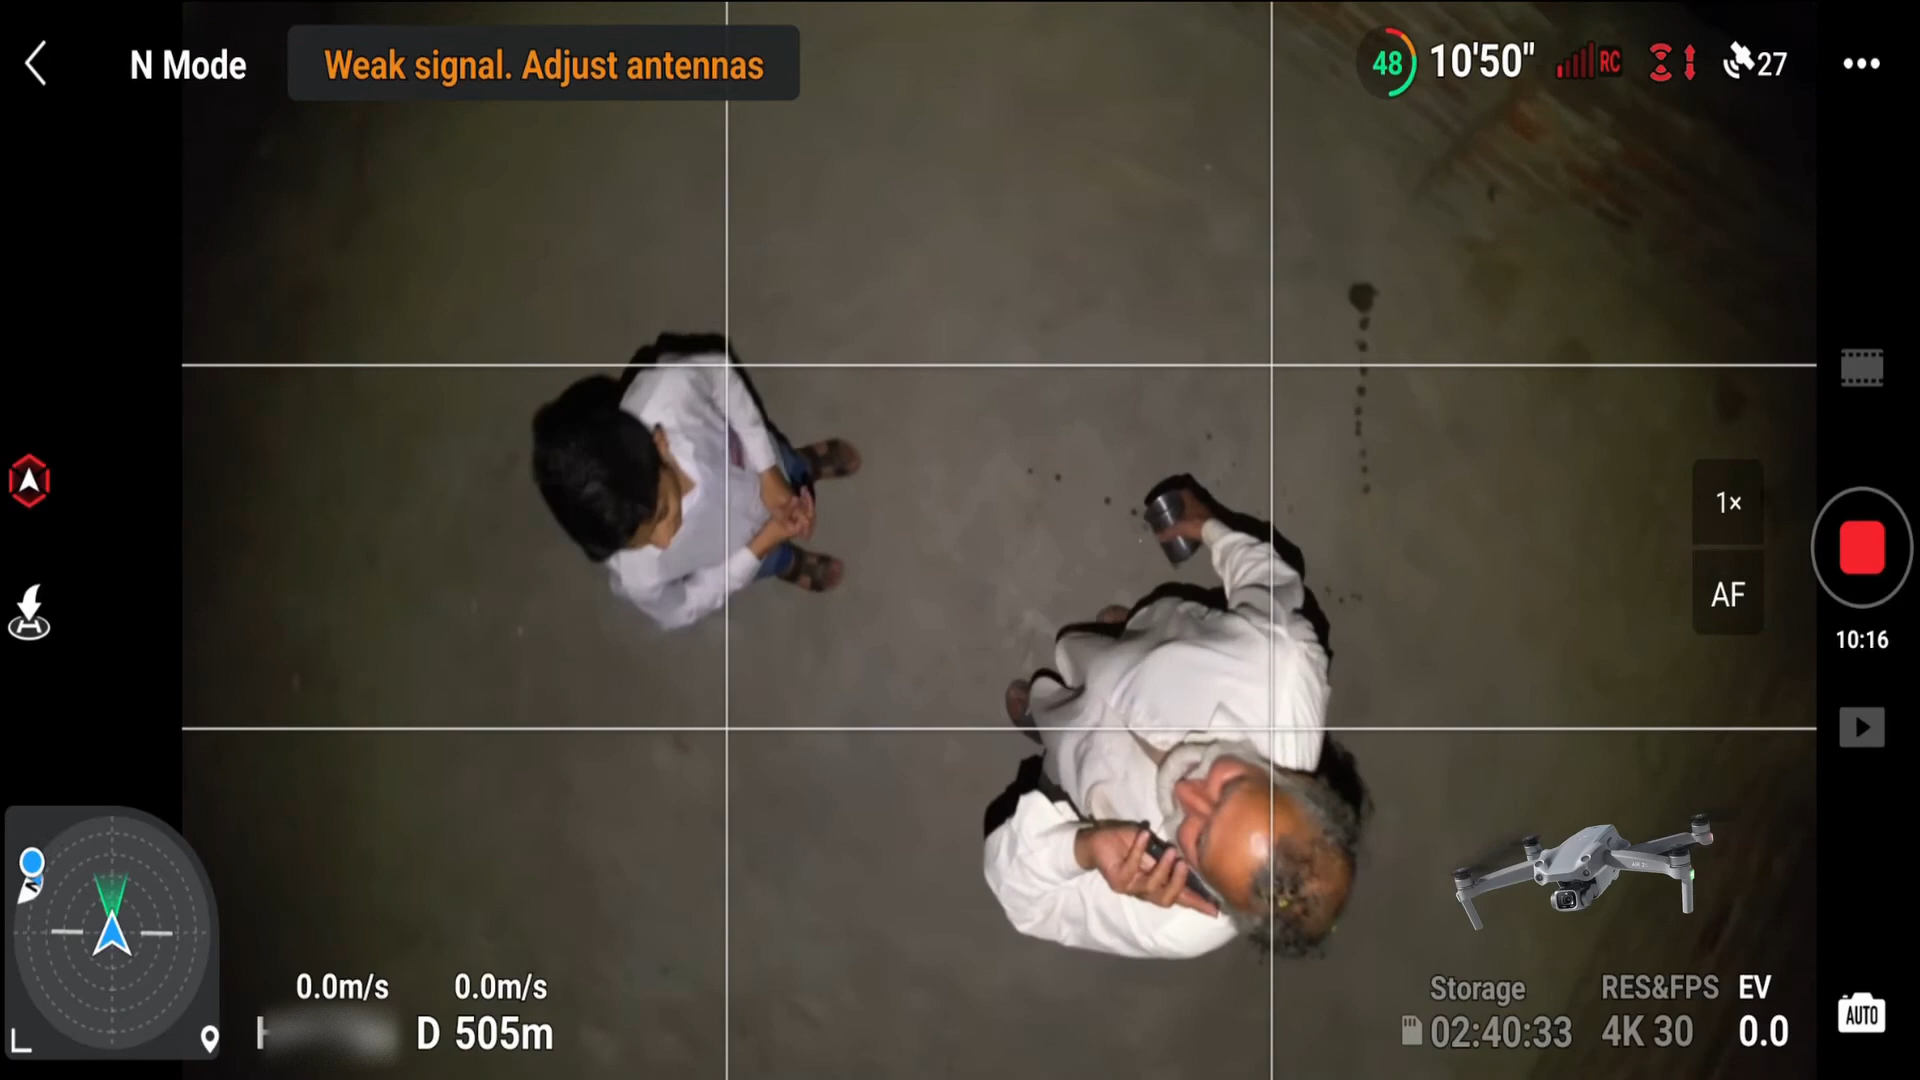 N Mode
Weak signal. Adjust antennas
48
10'50"
RC
27
1×
AF
10:16
0.0m/s
0.0m/s
H
D 505m
Storage
02:40:33
RES&FPS
4K 30
EV
0.0
AUTO
L
N